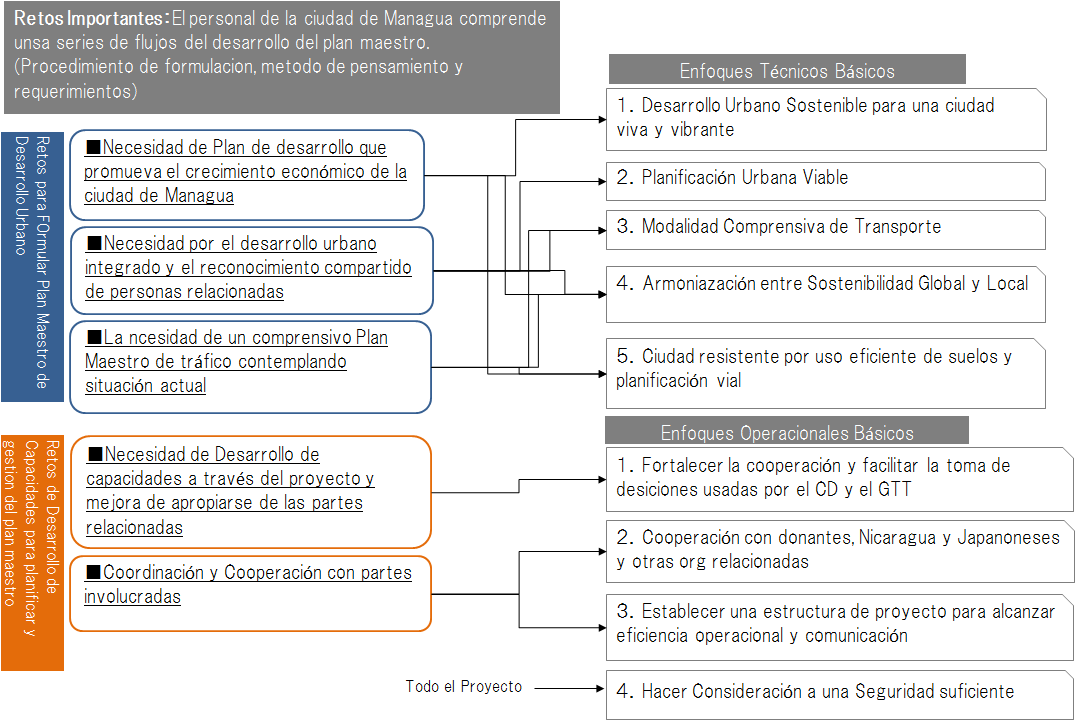 Retos Importantes:El personal de la ciudad de Managua comprende
unsa series de flujos del desarrollo del plan maestro.
(Procedimiento de formulacion, metodo de pensamiento y
requerimientos)
Retos para FOrmular Plan Maestro de
Desarrollo Urbano
■Necesidad de Plan de desarrollo que
promueva el crecimiento económico de la
ciudad de Managua
■Necesidad por el desarrollo urbano
integrado y el reconocimiento compartido
de personas relacionadas
■La ncesidad de un comprensivo Plan
Maestro de tráfico contemplando
situación actual
Enfoques Técnicos Básicos
1. Desarrollo Urbano Sostenible para una ciudad
viva y vibrante
2. Planificación Urbana Viable
3. Modalidad Comprensiva de Transporte
4. Armoniazación entre Sostenibilidad Global y Local
5. Ciudad resistente por uso eficiente de suelos y
planificación vial
Retos de Desarrollo de
Capacidades para planificar y
gestion del plan maestro
■Necesidad de Desarrollo de
capacidades a través del proyecto y
mejora de apropiarse de las partes
relacionadas
■Coordinación y Cooperación con partes
involucradas
Enfoques Operacionales Básicos
1. Fortalecer la cooperación y facilitar la toma de
desiciones usadas por el CD y el GTT
2. Cooperación con donantes, Nicaragua y Japanoneses
y otras org relacionadas
3. Establecer una estructura de proyecto para alcanzar
eficiencia operacional y comunicación
Todo el Proyecto
4. Hacer Consideración a una Seguridad suficiente